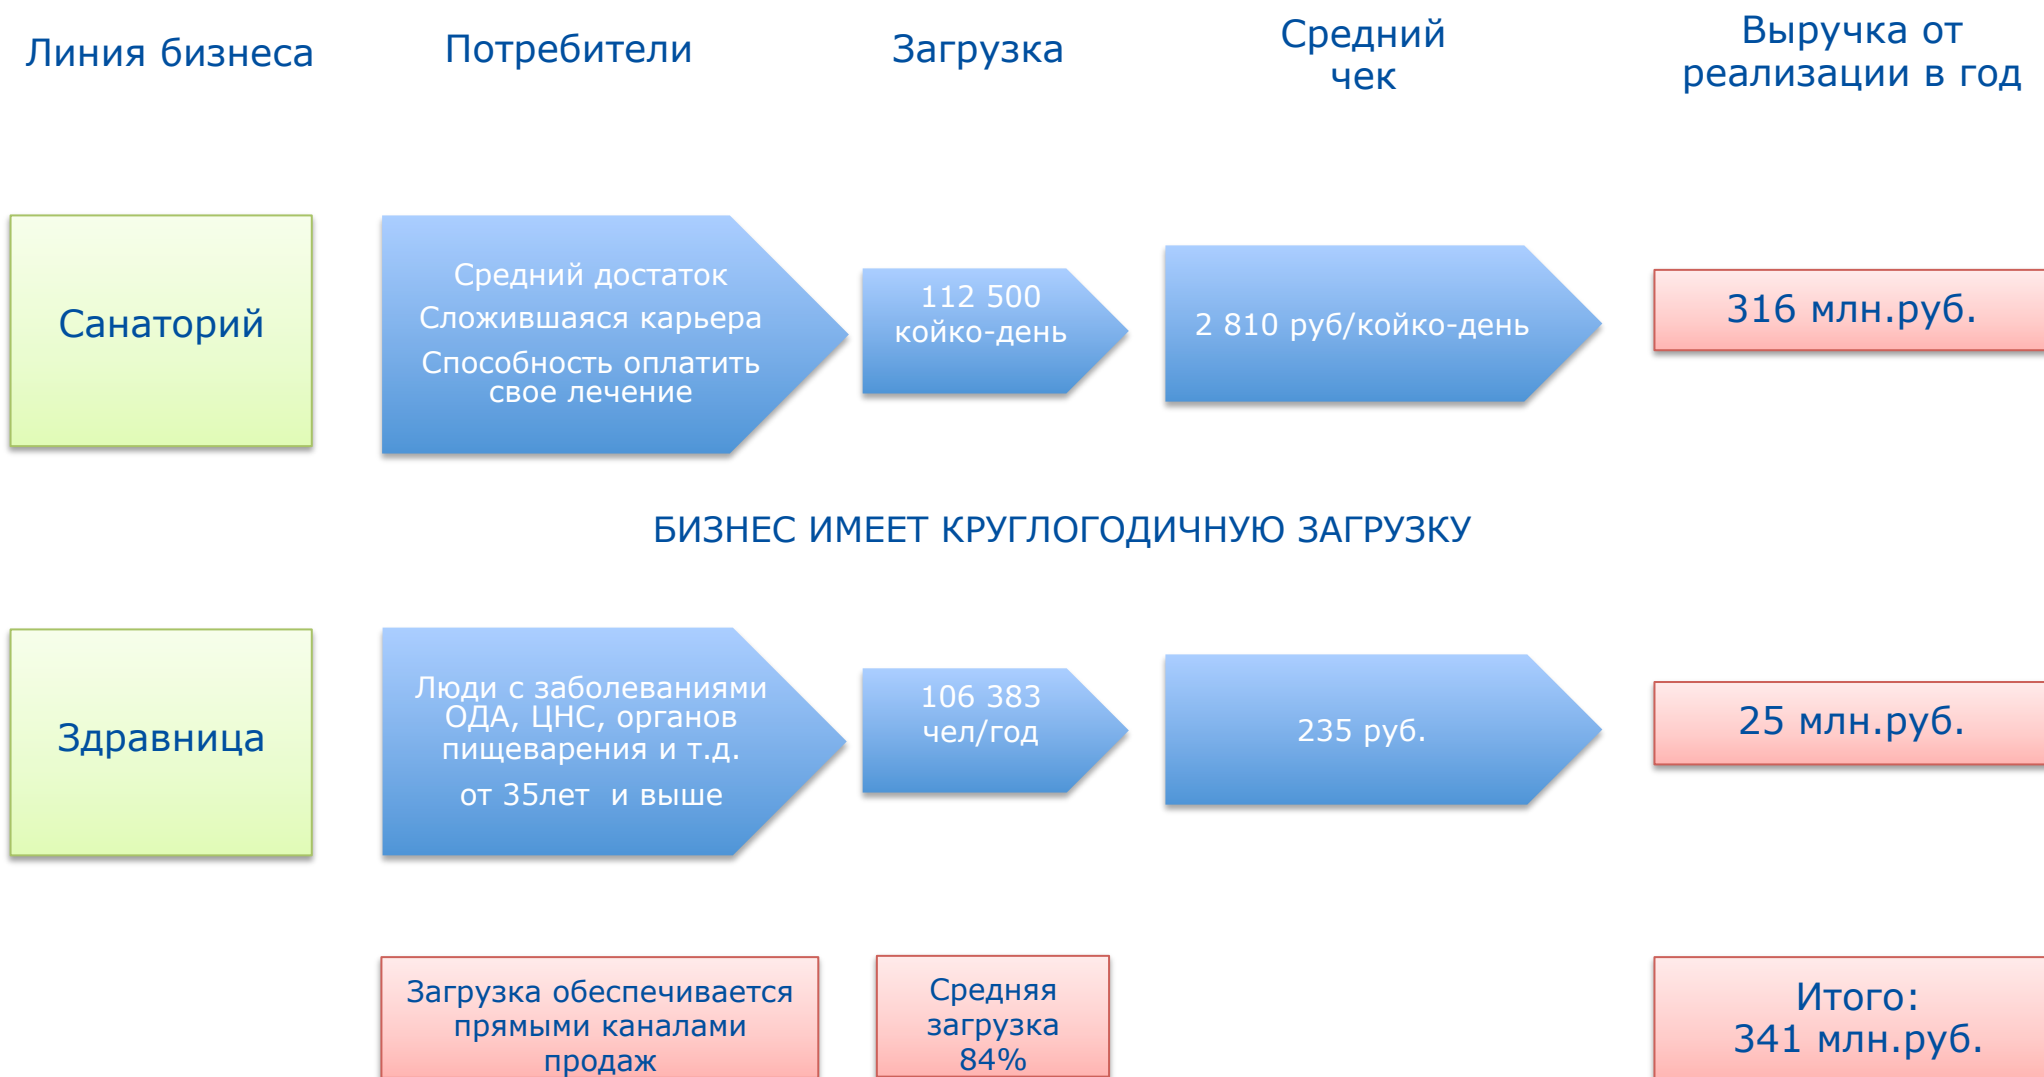 Линия бизнеса
Потребители
Загрузка
Средний
чек
Выручка от
реализации в год
Санаторий
Средний достаток
Сложившаяся карьера
Способность оплатить
свое лечение
112 500
койко-день
2 810 руб/койко-день
316 млн.руб.
БИЗНЕС ИМЕЕТ КРУГЛОГОДИЧНУЮ ЗАГРУЗКУ
Здравница
Люди с заболеваниями
ОДА, ЦНС, органов
пищеварения и т.д.
от 35лет и выше
106 383
чел/год
235 руб.
25 млн.руб.
Загрузка обеспечивается
прямыми каналами
продаж
Средняя
загрузка
84%
Итого:
341 млн.руб.